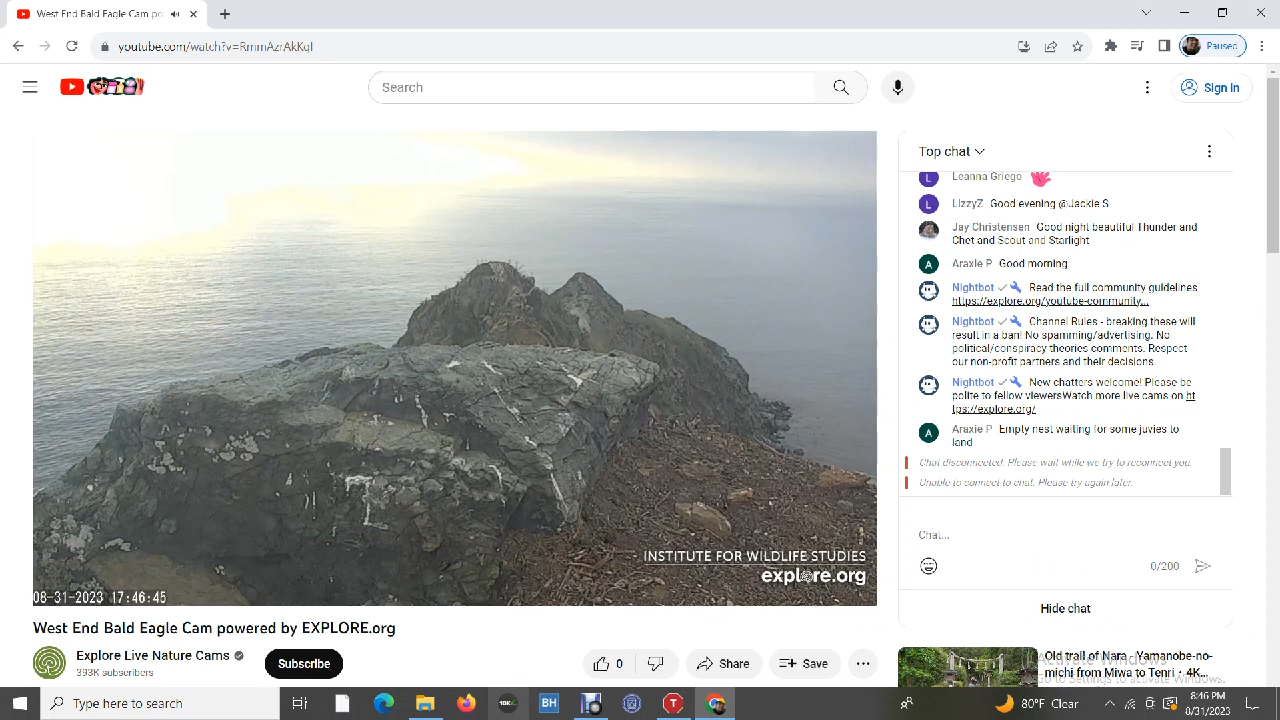 West End Bald Eagle Cam po
youtube.com/watch?v=RmmAzrAkKqI
Paused
Search
Sign in
Top chat
Leanna Griego
LizzyZ Good evening @Jackie S
Jay Christensen Good night beautiful Thunder and
Chet and Scout and Starlight
Araxie P Good morning
Nightbot Read the full community guidelines
https://explore.org/youtube-community...
Nightbot Channel Rules - breaking these will
result in a ban! No spamming/advertising. No
political/conspiracy theories comments. Respect
our non-profit partners and their decisions.
Nightbot New chatters welcome! Please be
polite to fellow viewersWatch more live cams on ht
tps://explore.org/
Araxie P Empty nest waiting for some juvies to
land
Chat disconnected. Please wait while we try to reconnect you.
Unable to connect to chat. Please try again later.
Chat...
0/200
Hide chat
INSTITUTE FOR WILDLIFE STUDIES
explore.org
08-31-2023 17:46:45
West End Bald Eagle Cam powered by EXPLORE.org
Explore Live Nature Cams
393K subscribers
Subscribe
0
Share
Save
Old trail of Nara - Yamanobe-no-
michi from Miwa to Tenri - 4K
Activate Windows
Go to Settings to activate Windows.
Type here to search
BH
T
80°F Clear
8:46 PM
8/31/2023